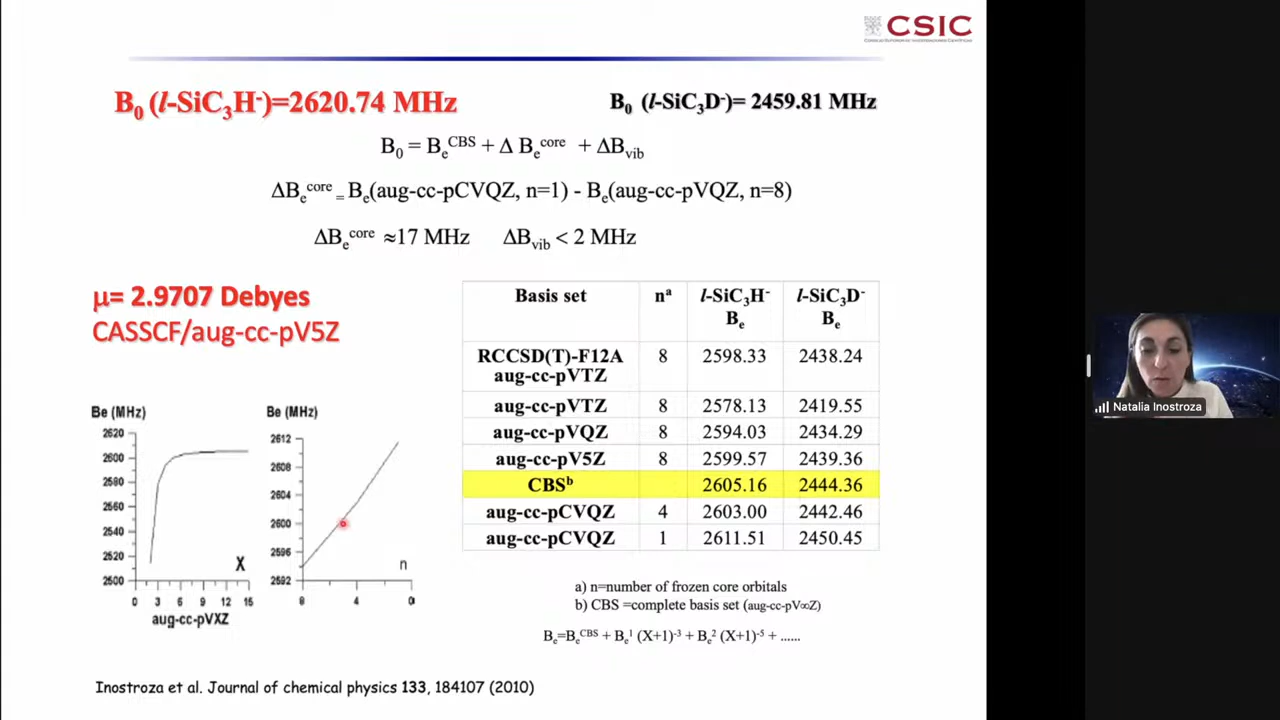 CSIC
CONSEJO SUPERIOR DE INVESTIGACIONES CIENTÍFICAS
B₀ (l-SiC₃H⁻)=2620.74 MHz
B₀ (l-SiC₃D⁻)= 2459.81 MHz
B₀ = Bₑᶜᴮˢ + Δ Bₑᶜᵒʳᵉ + ΔBᵥᵢb
ΔBₑᶜᵒʳᵉ = Bₑ(aug-cc-pCVQZ, n=1) - Bₑ(aug-cc-pVQZ, n=8)
ΔBₑᶜᵒʳᵉ ≈17 MHz ΔBᵥᵢb < 2 MHz
μ= 2.9707 Debyes
CASSCF/aug-cc-pV5Z
Basis set nᵃ l-SiC₃H⁻ Bₑ l-SiC₃D⁻ Bₑ
RCCSD(T)-F12A aug-cc-pVTZ 8 2598.33 2438.24
aug-cc-pVTZ 8 2578.13 2419.55
aug-cc-pVQZ 8 2594.03 2434.29
aug-cc-pV5Z 8 2599.57 2439.36
CBSᵇ 2605.16 2444.36
aug-cc-pCVQZ 4 2603.00 2442.46
aug-cc-pCVQZ 1 2611.51 2450.45
a) n=number of frozen core orbitals
b) CBS =complete basis set (aug-cc-pV∞Z)
Bₑ=Bₑᶜᴮˢ + Bₑ¹ (X+1)⁻³ + Bₑ² (X+1)⁻⁵ + ......
Be (MHz)
2620
2600
2580
2560
2540
2520
2500
0 3 6 9 12 15
X
aug-cc-pVXZ
Be (MHz)
2612
2608
2604
2600
2596
2592
8 4 0
n
Inostroza et al. Journal of chemical physics 133, 184107 (2010)
Natalia Inostroza